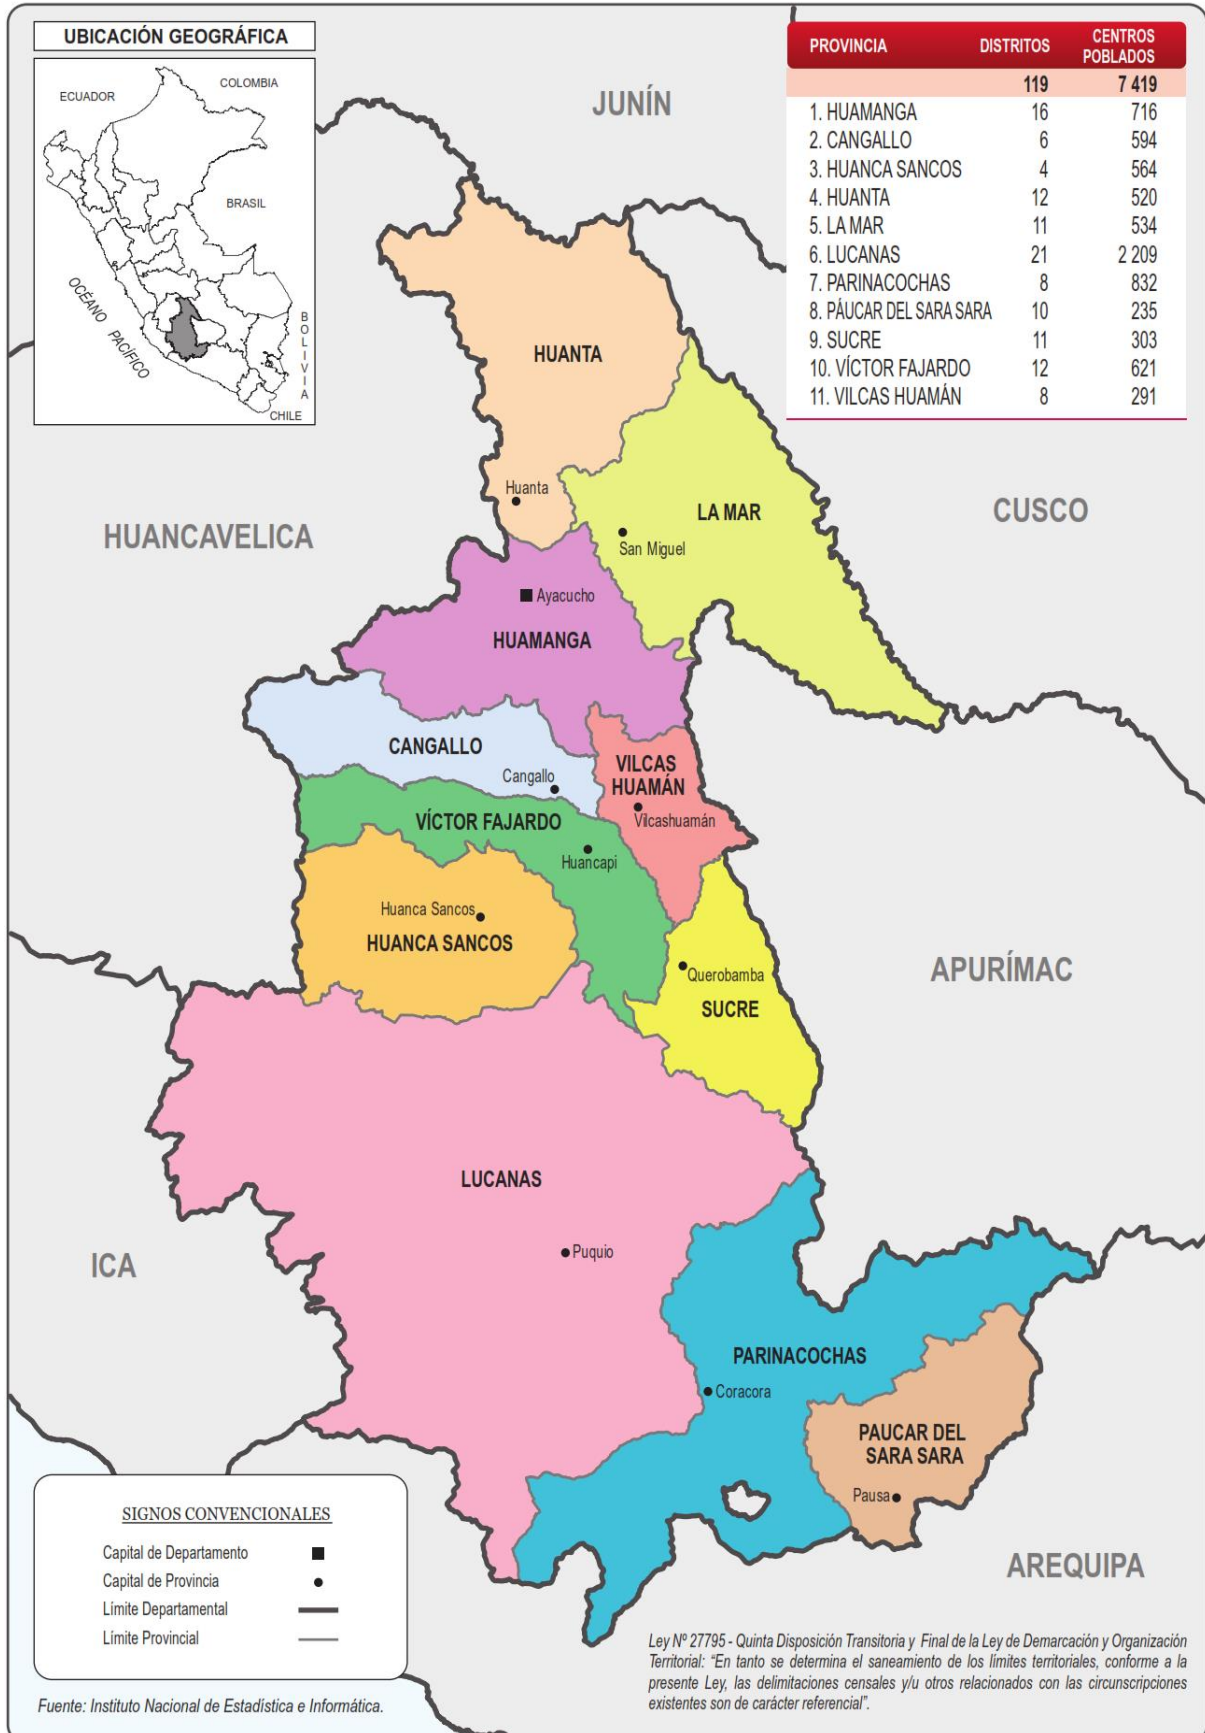 UBICACIÓN GEOGRÁFICA
ECUADOR
COLOMBIA
BRASIL
OCÉANO PACÍFICO
BOLIVIA
CHILE
PROVINCIA DISTRITOS CENTROS POBLADOS
119 7 419
1. HUAMANGA 16 716
2. CANGALLO 6 594
3. HUANCA SANCOS 4 564
4. HUANTA 12 520
5. LA MAR 11 534
6. LUCANAS 21 2 209
7. PARINACOCHAS 8 832
8. PÁUCAR DEL SARA SARA 10 235
9. SUCRE 11 303
10. VÍCTOR FAJARDO 12 621
11. VILCAS HUAMÁN 8 291
JUNÍN
HUANTA
Huanta
LA MAR
San Miguel
CUSCO
HUANCAVELICA
Ayacucho
HUAMANGA
CANGALLO
Cangallo
VILCAS
HUAMÁN
Vilcashuamán
VÍCTOR FAJARDO
Huancapi
Huanca Sancos
HUANCA SANCOS
Querobamba
SUCRE
APURÍMAC
LUCANAS
Puquio
ICA
PARINACOCHAS
Coracora
PAUCAR DEL
SARA SARA
Pausa
AREQUIPA
SIGNOS CONVENCIONALES
Capital de Departamento
Capital de Provincia
Límite Departamental
Límite Provincial
Fuente: Instituto Nacional de Estadística e Informática.
Ley Nº 27795 - Quinta Disposición Transitoria y Final de la Ley de Demarcación y Organización
Territorial: “En tanto se determina el saneamiento de los límites territoriales, conforme a la
presente Ley, las delimitaciones censales y/u otros relacionados con las circunscripciones
existentes son de carácter referencial”.